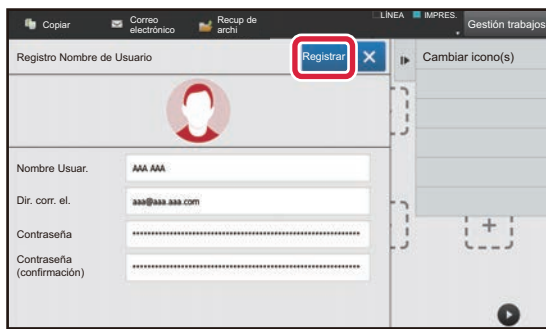 Copiar
Correo
electrónico
Recup de
archi
LÍNEA
IMPRES.
Gestión trabajos
Registro Nombre de Usuario
Registrar
Cambiar icono(s)
Nombre Usuar.
AAA AAA
Dir. corr. el.
aaa@aaa.aaa.com
Contraseña
************************************************************
Contraseña
(confirmación)
************************************************************